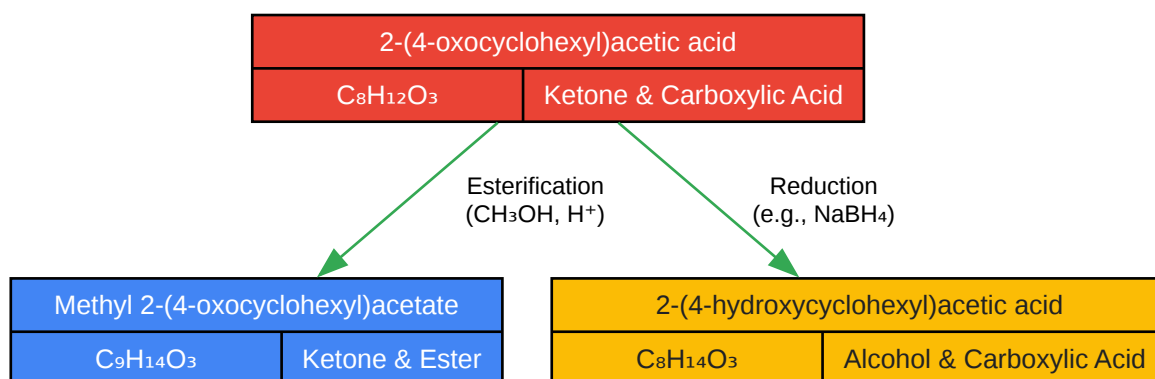 2-(4-oxocyclohexyl)acetic acid
C₈H₁₂O₃ Ketone & Carboxylic Acid
Esterification Reduction
(CH₃OH, H⁺) (e.g., NaBH₄)
Methyl 2-(4-oxocyclohexyl)acetate 2-(4-hydroxycyclohexyl)acetic acid
C₉H₁₄O₃ Ketone & Ester C₈H₁₄O₃ Alcohol & Carboxylic Acid